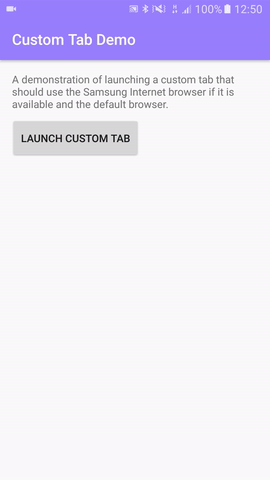 100% 12:50
Custom Tab Demo
A demonstration of launching a custom tab that
should use the Samsung Internet browser if it is
available and the default browser.
LAUNCH CUSTOM TAB